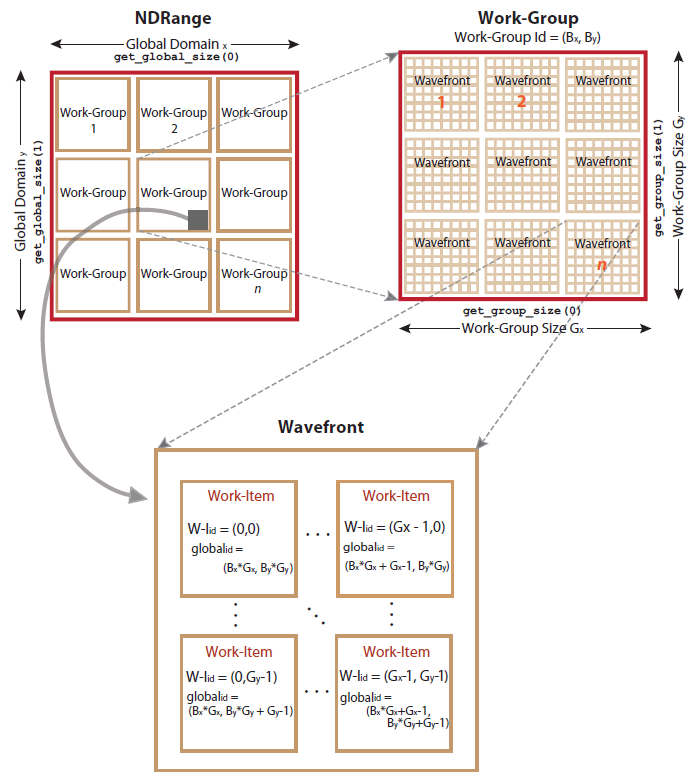 NDRange
Global Domain x
get_global_size(0)
Global Domain y
get_global_size(1)
Work-Group
1
Work-Group
2
Work-Group
Work-Group
Work-Group
Work-Group
Work-Group
Work-Group
Work-Group
n
Work-Group
Work-Group Id = (Bx, By)
Wavefront
1
Wavefront
2
Wavefront
Wavefront
Wavefront
Wavefront
Wavefront
Wavefront
Wavefront
n
get_group_size(1)
Work-Group Size Gy
get_group_size(0)
Work-Group Size Gx
Wavefront
Work-Item
W-Iid = (0,0)
globalid =
(Bx*Gx, By*Gy)
. . .
Work-Item
W-Iid = (Gx - 1,0)
globalid =
(Bx*Gx + Gx-1, By*Gy)
Work-Item
W-Iid = (0,Gy-1)
globalid =
(Bx*Gx, By*Gy + Gy-1)
. . .
Work-Item
W-Iid = (Gx-1, Gy-1)
globalid =
(Bx*Gx+Gx-1,
By*Gy+Gy-1)